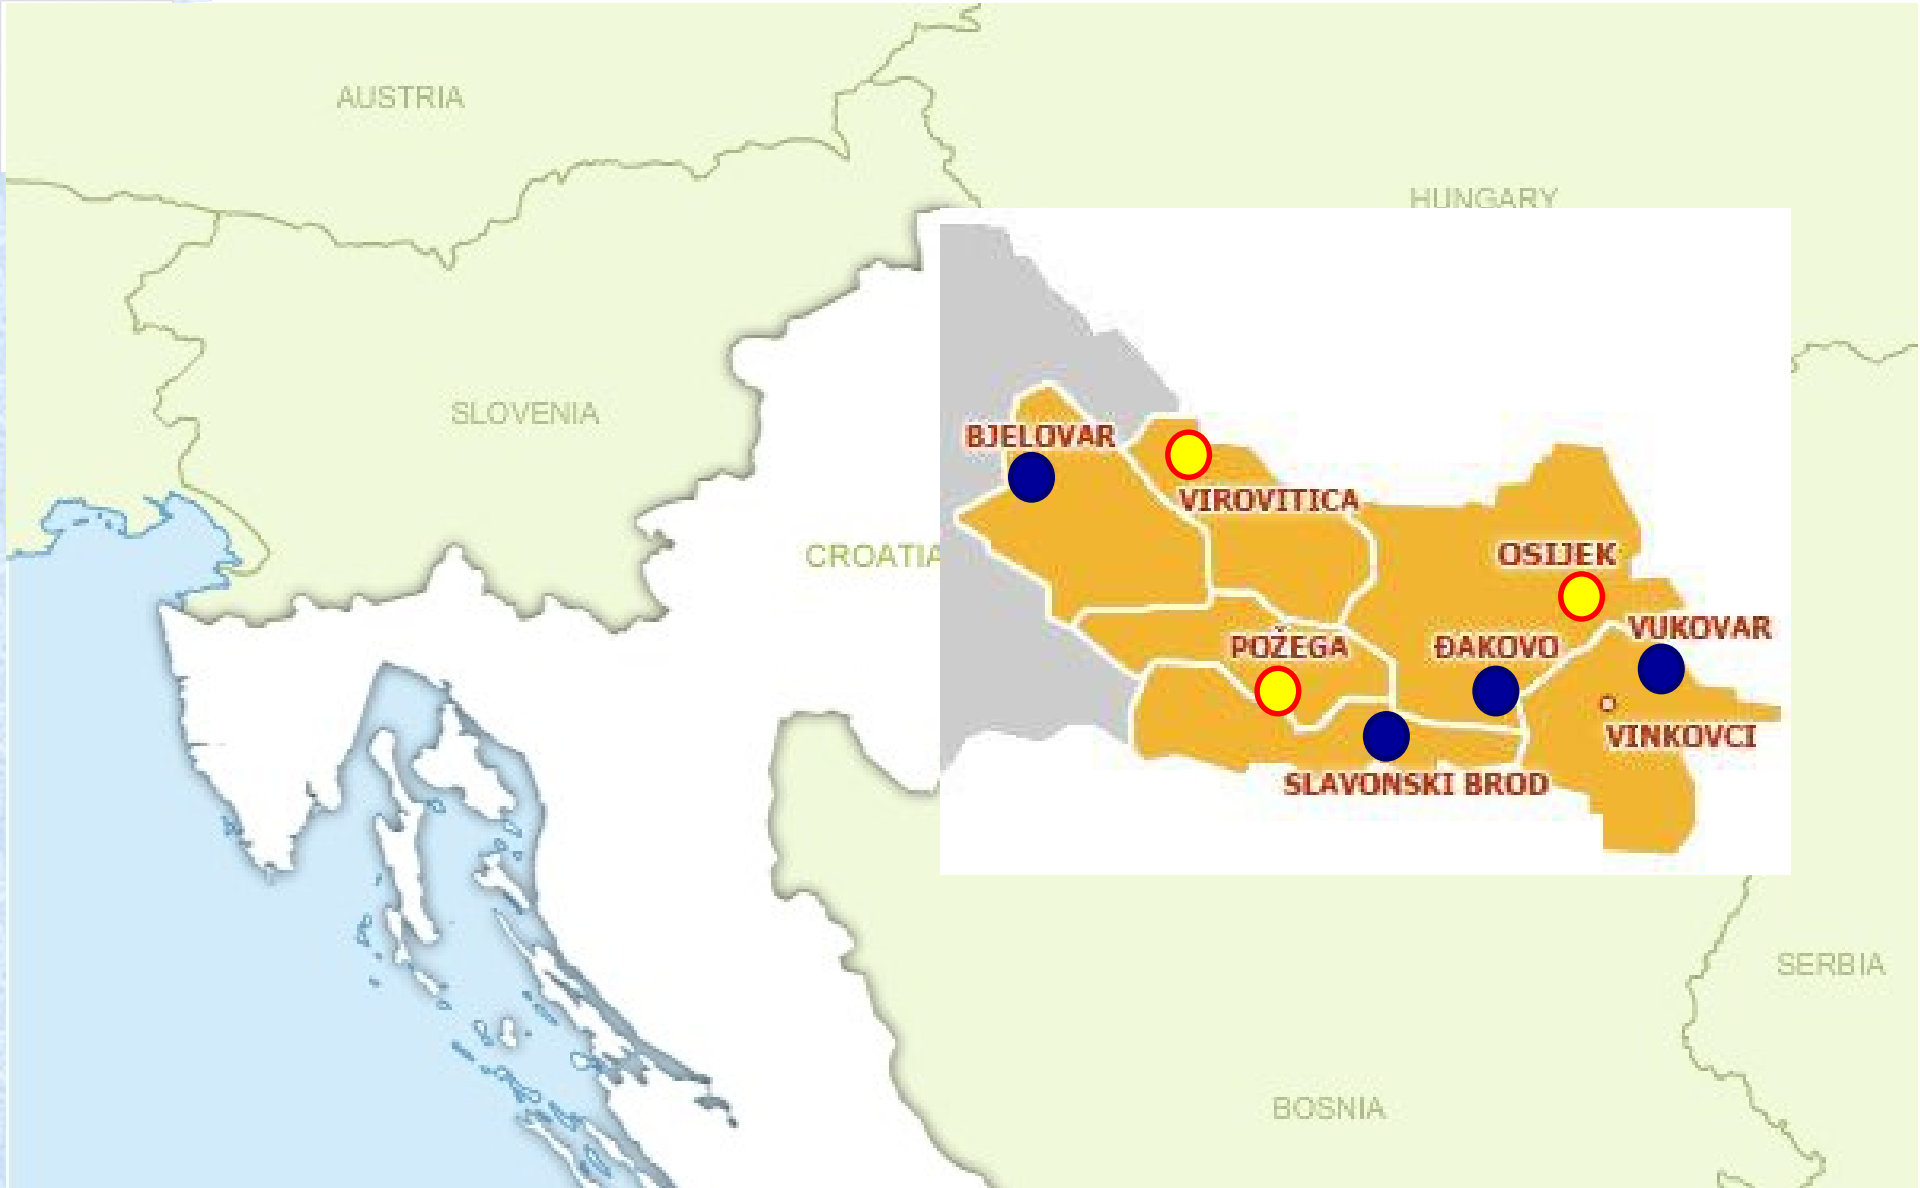 AUSTRIA
HUNGARY
SLOVENIA
BJELOVAR
VIROVITICA
CROATIA
OSIJEK
VUKOVAR
POŽEGA
ĐAKOVO
VINKOVCI
SLAVONSKI BROD
SERBIA
BOSNIA